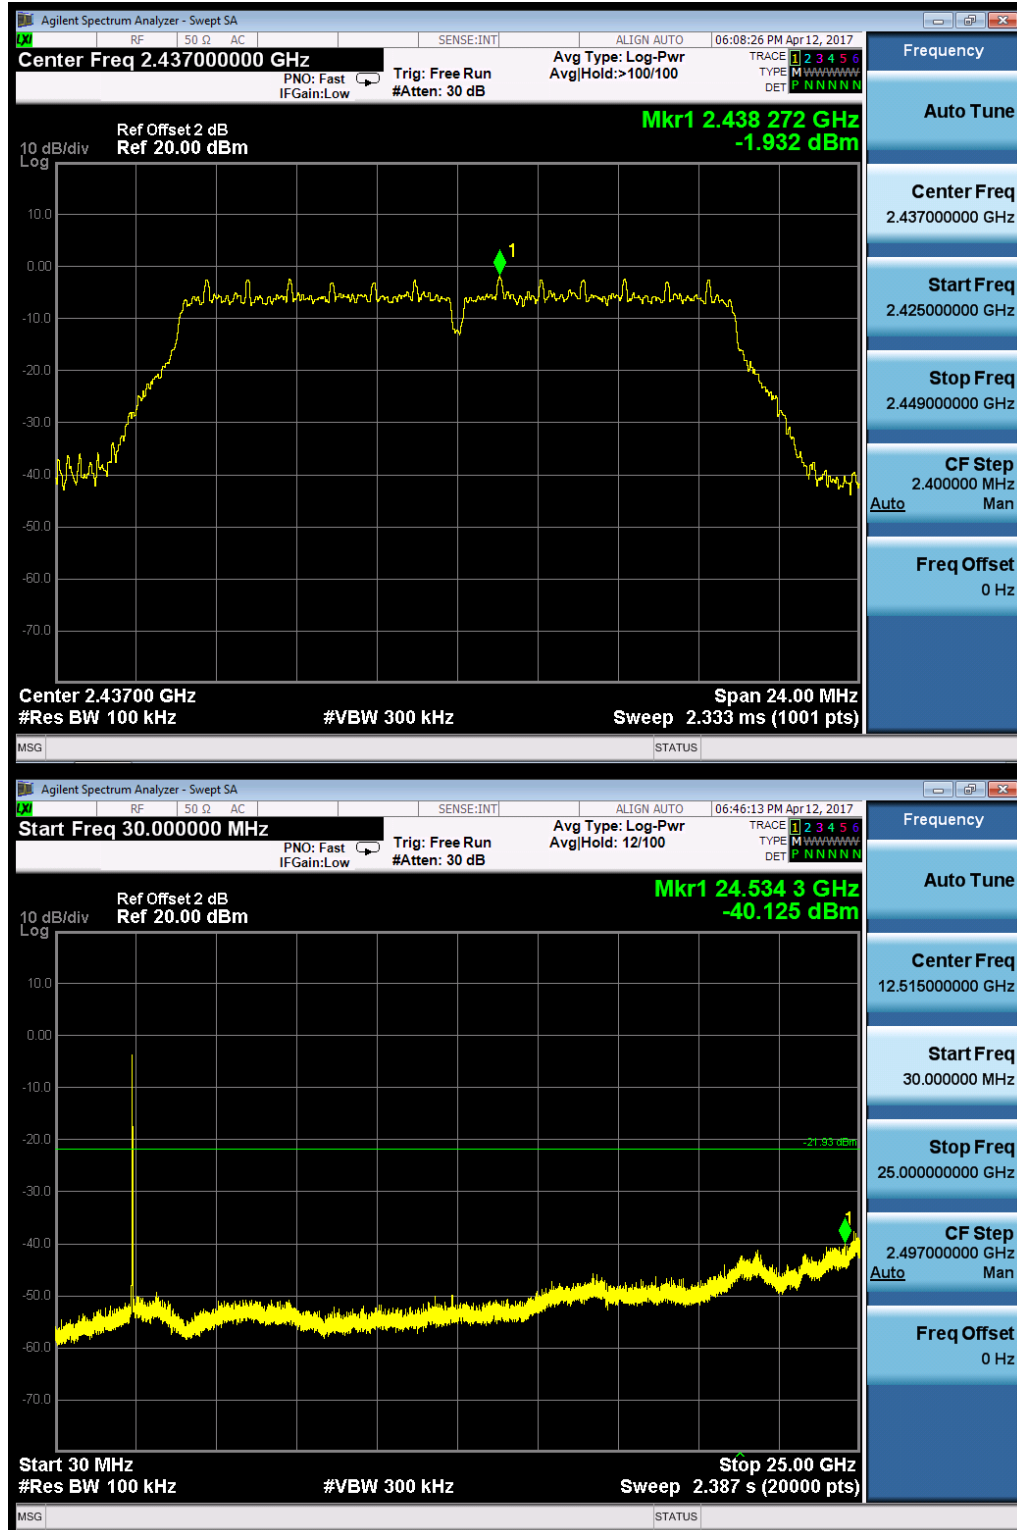 Agilent Spectrum Analyzer - Swept SA
LXI RF 50 Ω AC SENSE:INT ALIGN AUTO 06:08:26 PM Apr 12, 2017
Center Freq 2.437000000 GHz
PNO: Fast
IFGain:Low
Trig: Free Run
#Atten: 30 dB
Avg Type: Log-Pwr
Avg|Hold:>100/100
TRACE 1 2 3 4 5 6
TYPE M WWWWW
DET P N N N N N
Frequency
Auto Tune
Center Freq
2.437000000 GHz
Start Freq
2.425000000 GHz
Stop Freq
2.449000000 GHz
CF Step
2.400000 MHz
Auto Man
Freq Offset
0 Hz
Mkr1 2.438 272 GHz
-1.932 dBm
Ref Offset 2 dB
10 dB/div Ref 20.00 dBm
Log
10.0
0.00
-10.0
-20.0
-30.0
-40.0
-50.0
-60.0
-70.0
1
Center 2.43700 GHz Span 24.00 MHz
#Res BW 100 kHz #VBW 300 kHz Sweep 2.333 ms (1001 pts)
MSG STATUS
Agilent Spectrum Analyzer - Swept SA
LXI RF 50 Ω AC SENSE:INT ALIGN AUTO 06:46:13 PM Apr 12, 2017
Start Freq 30.000000 MHz
PNO: Fast
IFGain:Low
Trig: Free Run
#Atten: 30 dB
Avg Type: Log-Pwr
Avg|Hold: 12/100
TRACE 1 2 3 4 5 6
TYPE M WWWWW
DET P N N N N N
Frequency
Auto Tune
Center Freq
12.515000000 GHz
Start Freq
30.000000 MHz
Stop Freq
25.000000000 GHz
CF Step
2.497000000 GHz
Auto Man
Freq Offset
0 Hz
Mkr1 24.534 3 GHz
-40.125 dBm
Ref Offset 2 dB
10 dB/div Ref 20.00 dBm
Log
10.0
0.00
-10.0
-20.0
-30.0
-40.0
-50.0
-60.0
-70.0
-21.93 dBm
1
Start 30 MHz Stop 25.00 GHz
#Res BW 100 kHz #VBW 300 kHz Sweep 2.387 s (20000 pts)
MSG STATUS